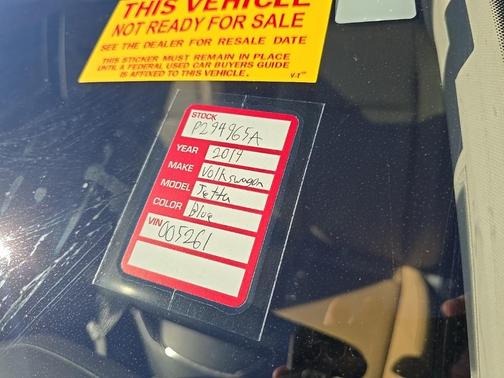 THIS VEHICLE
NOT READY FOR SALE
SEE THE DEALER FOR RESALE DATE
THIS STICKER MUST REMAIN IN PLACE
UNTIL A FEDERAL USED CAR BUYERS GUIDE
IS AFFIXED TO THIS VEHICLE.
STOCK
P294965A
YEAR 2014
MAKE Volkswagen
MODEL Jetta
COLOR Blue
VIN 005261